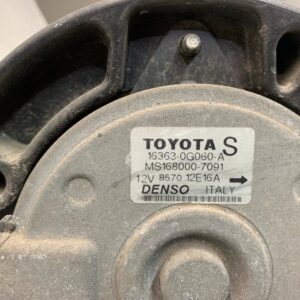 TOYOTA S
16363-0G060-A
MS168000-7091
12V 8570 12E16A
DENSO ITALY